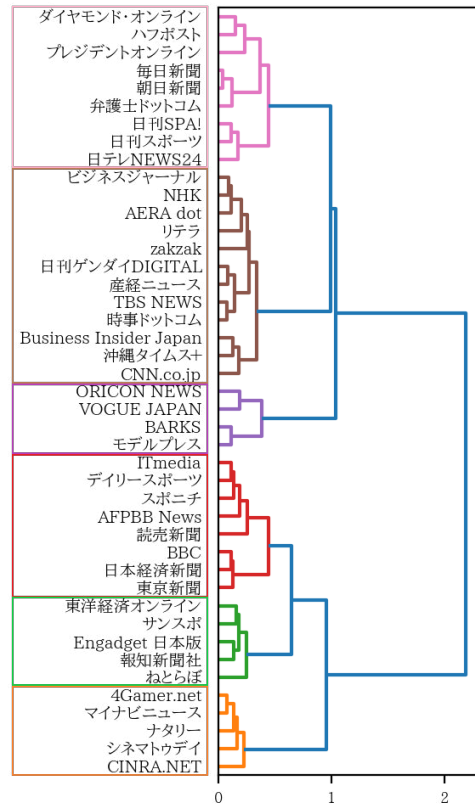 ダイヤモンド・オンライン
ハフポスト
プレジデントオンライン
毎日新聞
朝日新聞
弁護士ドットコム
日刊SPA!
日刊スポーツ
日テレNEWS24
ビジネスジャーナル
NHK
AERA dot
リテラ
zakzak
日刊ゲンダイDIGITAL
産経ニュース
TBS NEWS
時事ドットコム
Business Insider Japan
沖縄タイムス+
CNN.co.jp
ORICON NEWS
VOGUE JAPAN
BARKS
モデルプレス
ITmedia
デイリースポーツ
スポニチ
AFPBB News
読売新聞
BBC
日本経済新聞
東京新聞
東洋経済オンライン
サンスポ
Engadget 日本版
報知新聞社
ねとらぼ
4Gamer.net
マイナビニュース
ナタリー
シネマトゥデイ
CINRA.NET
0 1 2